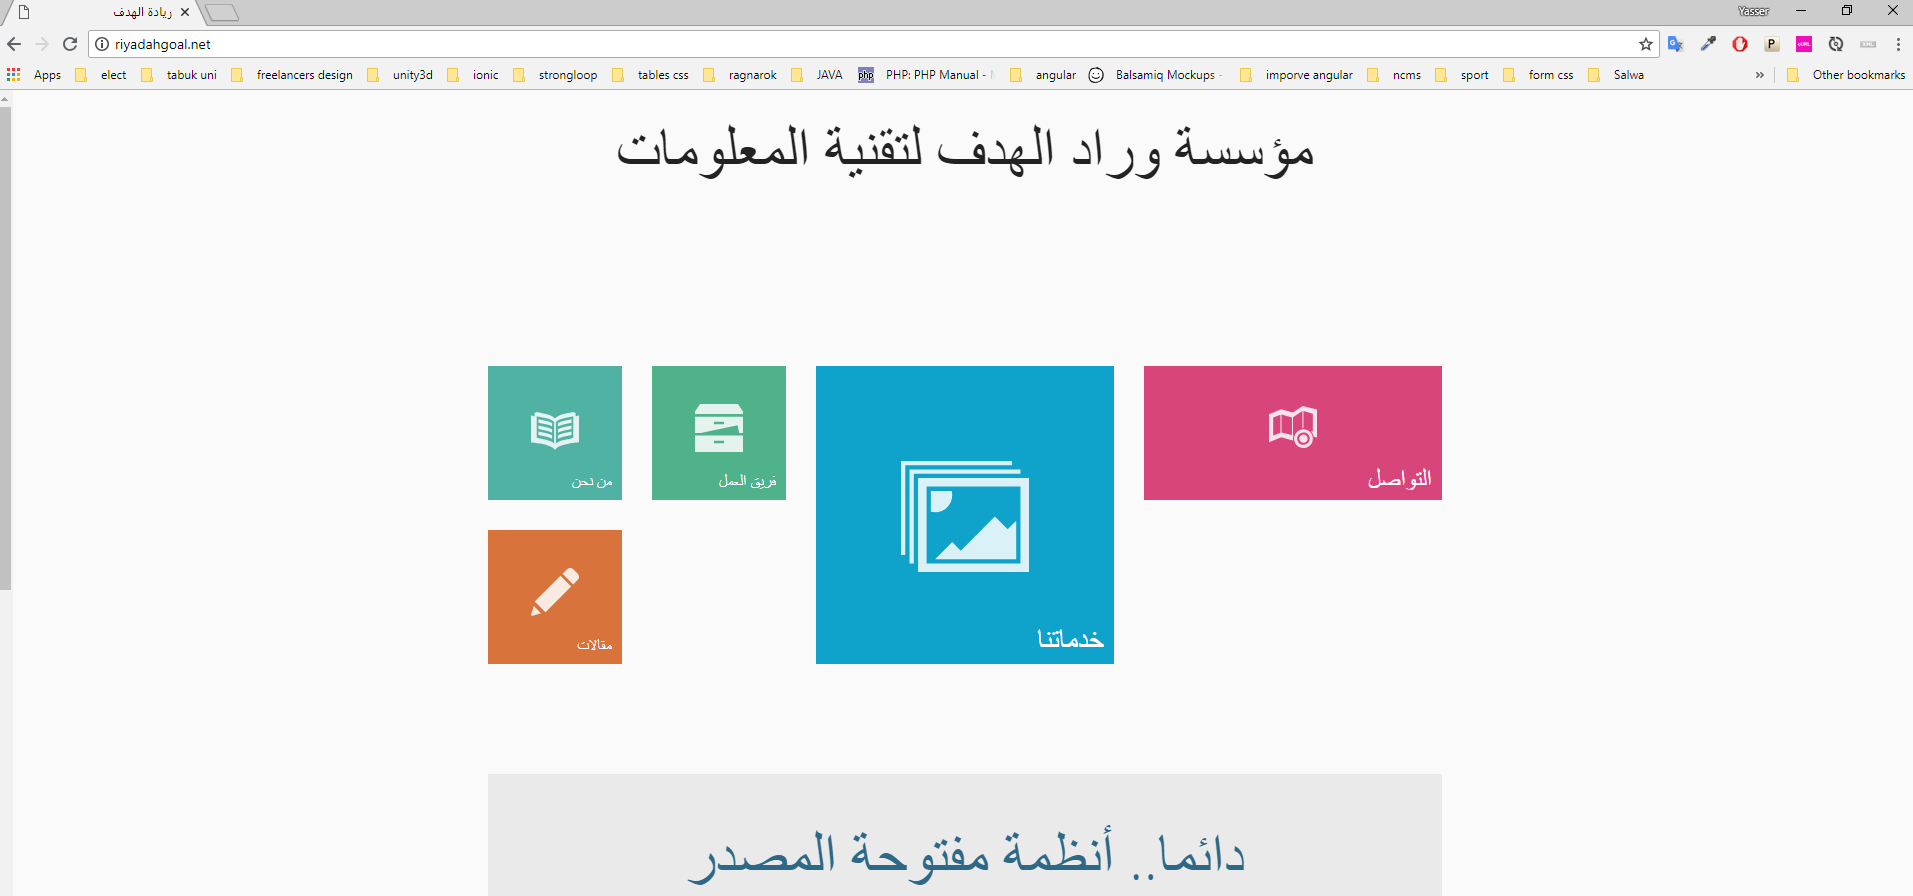 ريادة الهدف
Yasser
riyadahgoal.net
Apps elect tabuk uni freelancers design unity3d ionic strongloop tables css ragnarok JAVA php PHP: PHP Manual - angular Balsamiq Mockups - imporve angular ncms sport form css Salwa » Other bookmarks
مؤسسة وراد الهدف لتقنية المعلومات
التواصل
خدماتنا
فريق العمل
من نحن
مقالات
دائما.. أنظمة مفتوحة المصدر